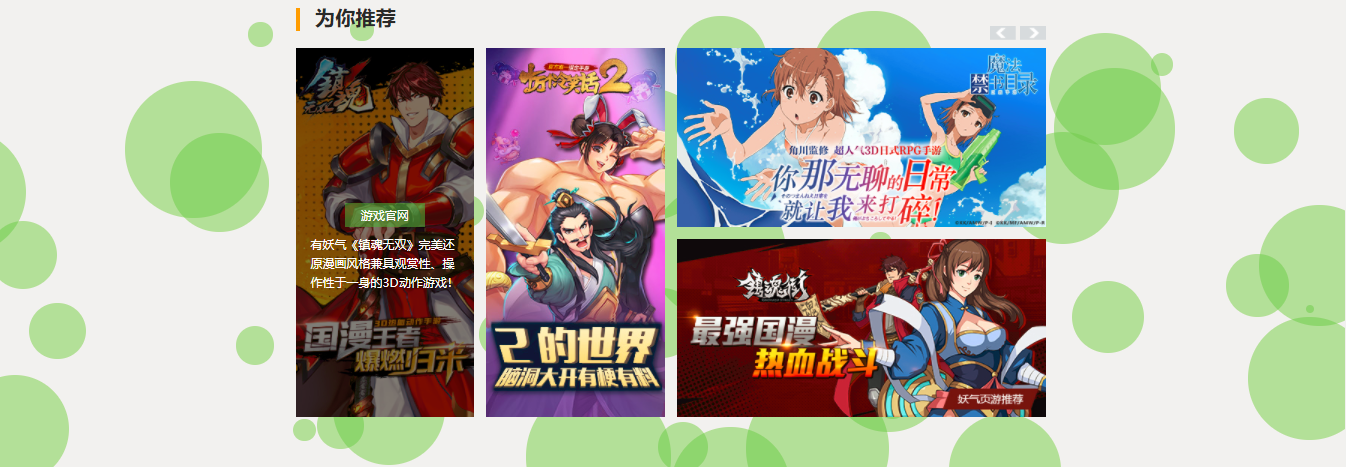 为你推荐
镇魂
无双
游戏官网
有妖气《镇魂无双》完美还
原漫画风格兼具观赏性、操
作性于一身的3D动作游戏!
国漫王者
爆燃归来
十万个冷笑话2
2的世界
脑洞大开有梗有料
魔法
禁书目录
角川监修 超人气3D日式RPG手游
你那无聊的日常
就让我来打碎!
镇魂街
最强国漫
热血战斗
妖气页游推荐